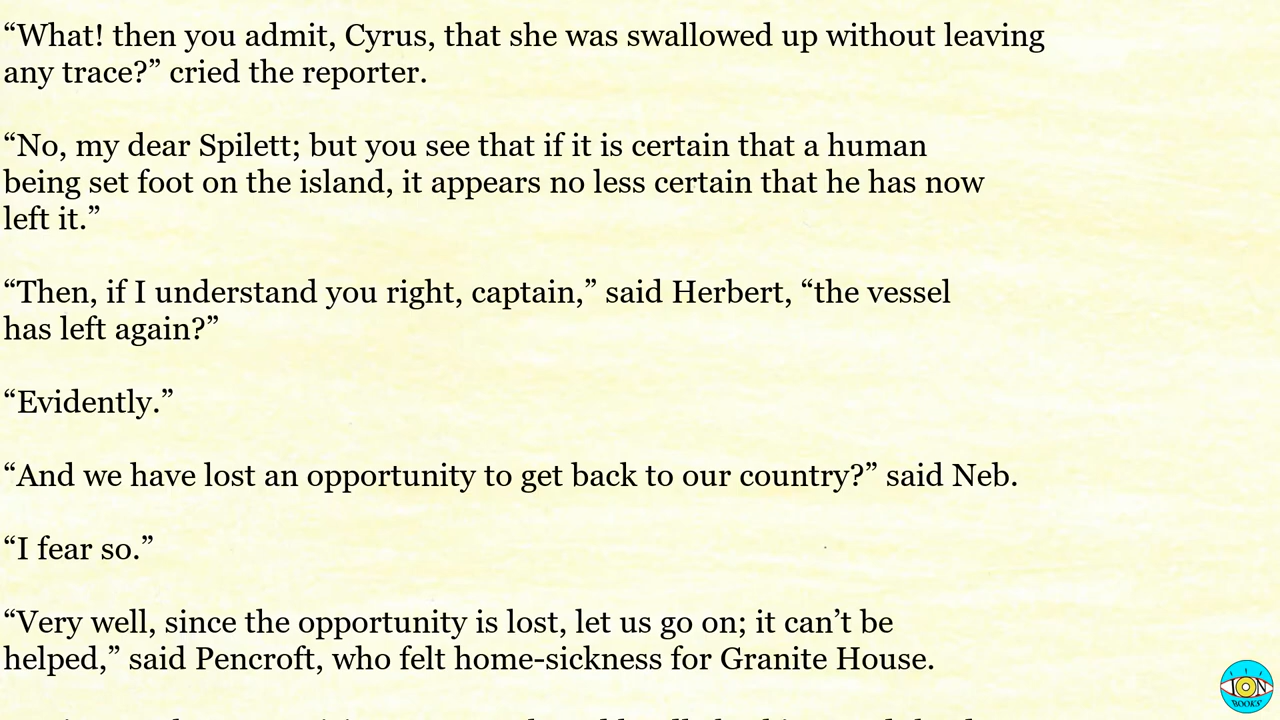 “What! then you admit, Cyrus, that she was swallowed up without leaving
any trace?” cried the reporter.
“No, my dear Spilett; but you see that if it is certain that a human
being set foot on the island, it appears no less certain that he has now
left it.”
“Then, if I understand you right, captain,” said Herbert, “the vessel
has left again?”
“Evidently.”
“And we have lost an opportunity to get back to our country?” said Neb.
“I fear so.”
“Very well, since the opportunity is lost, let us go on; it can’t be
helped,” said Pencroft, who felt home-sickness for Granite House.
ION
BOOKS